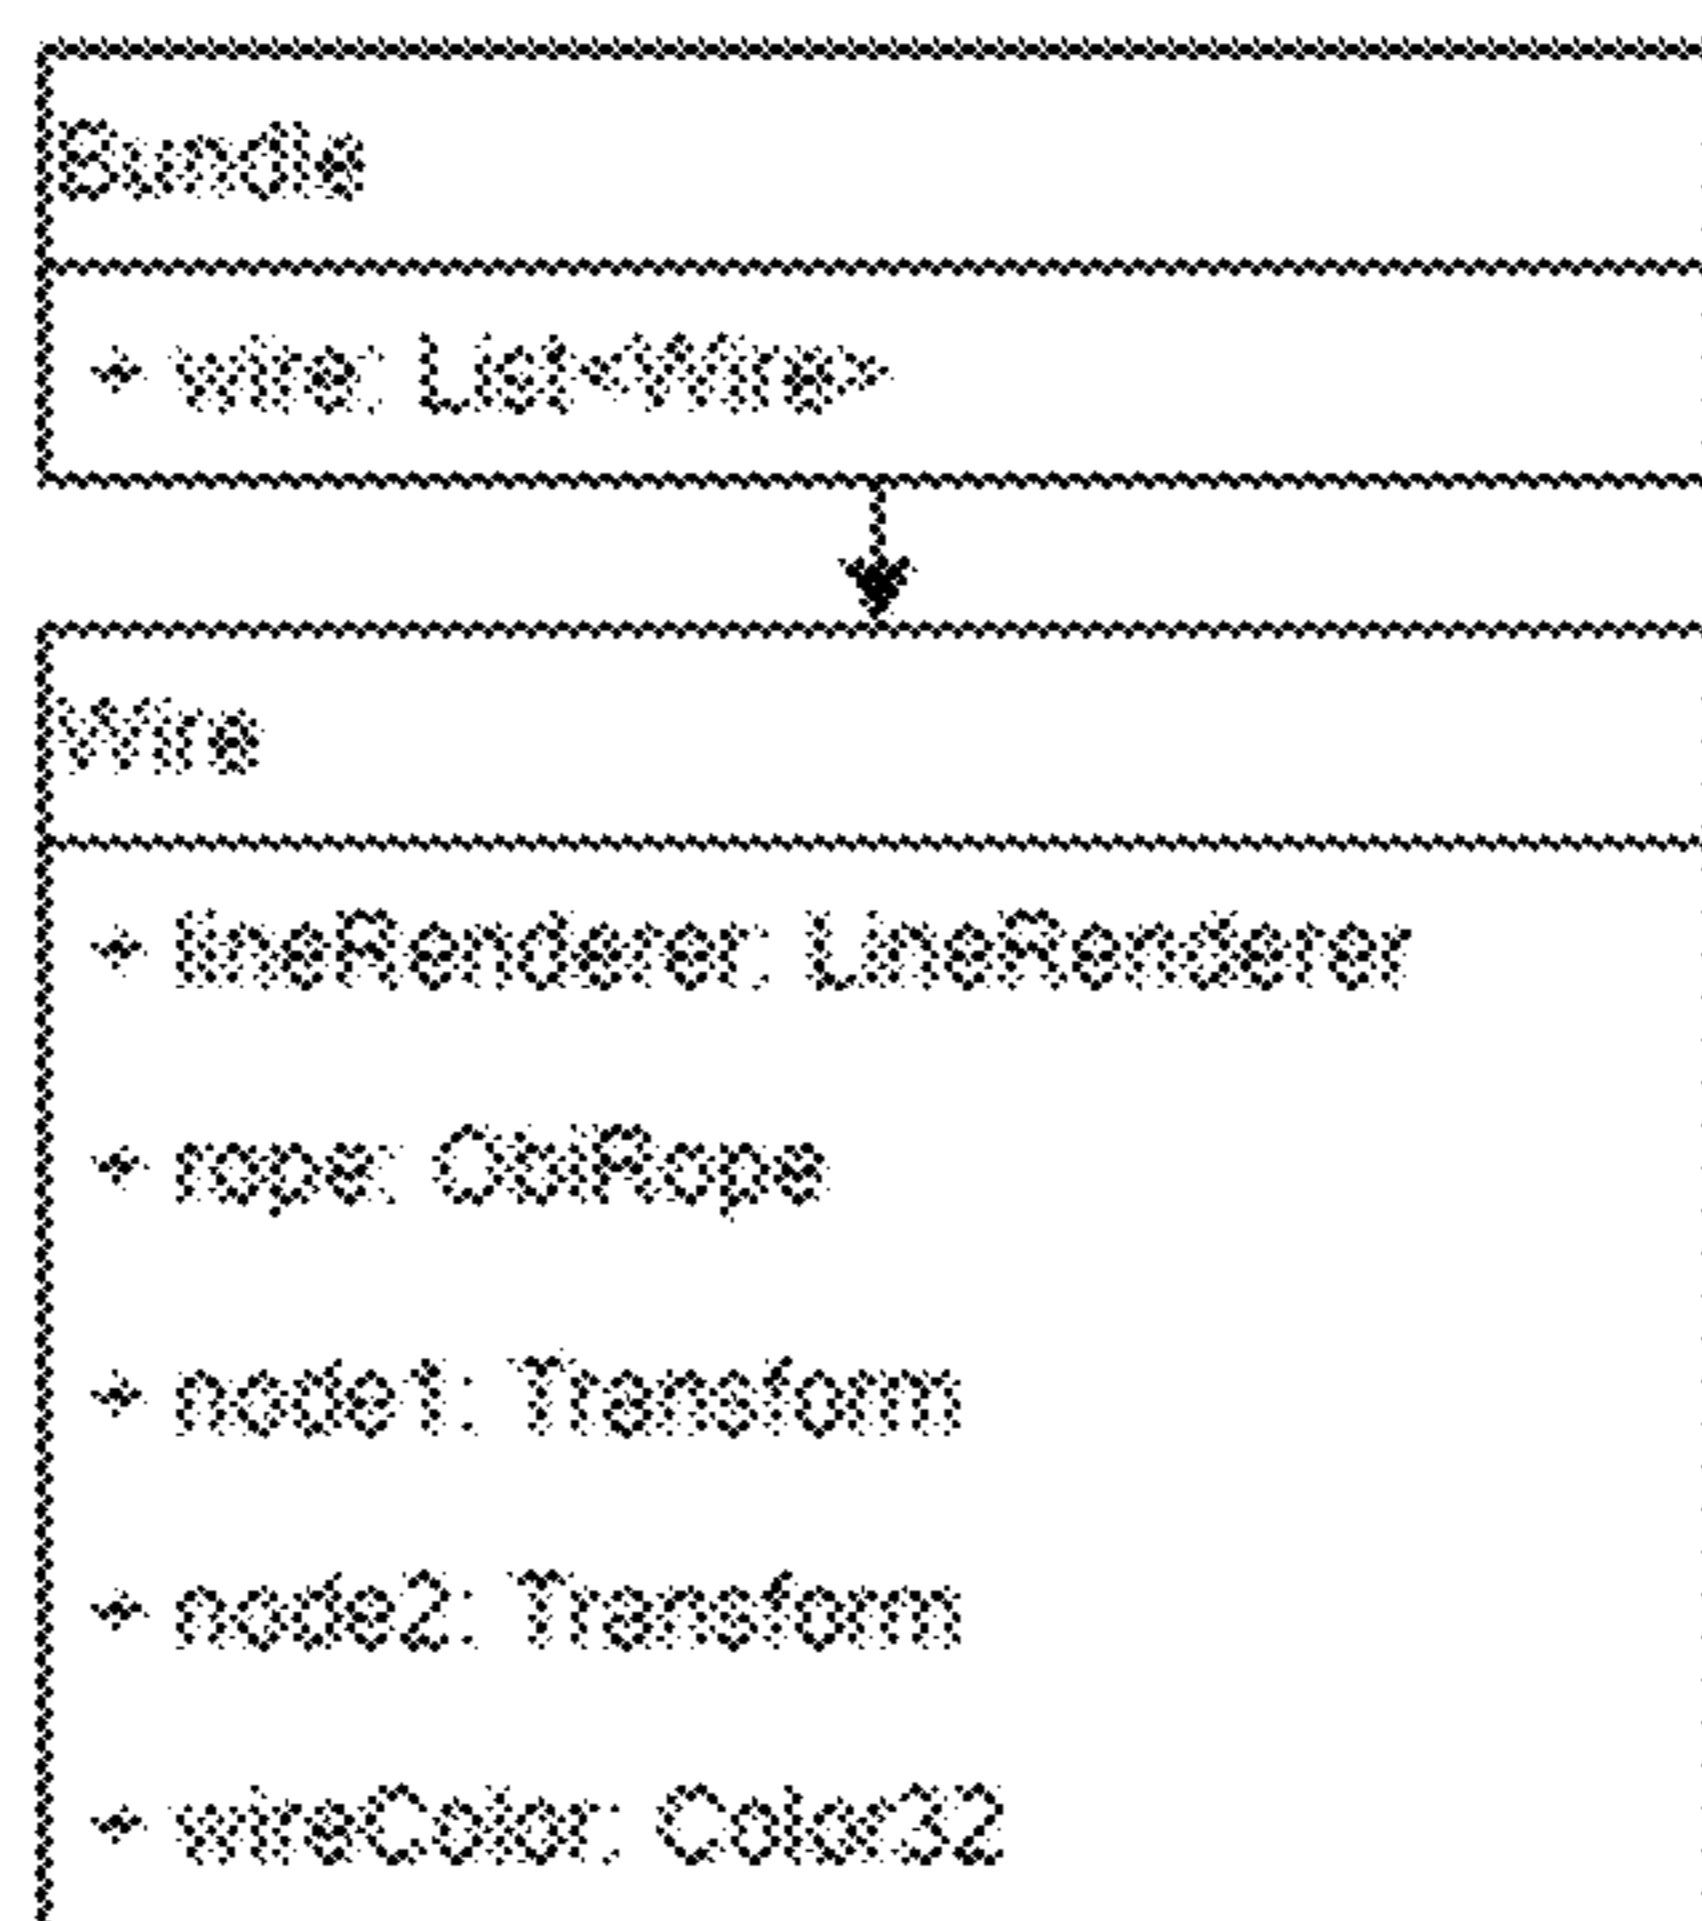 Bundle
+ wire: List<Wire>
Wire
+ lineRenderer: LineRenderer
+ rope: ObiRope
+ node1: Transform
+ node2: Transform
+ wireColor: Color32